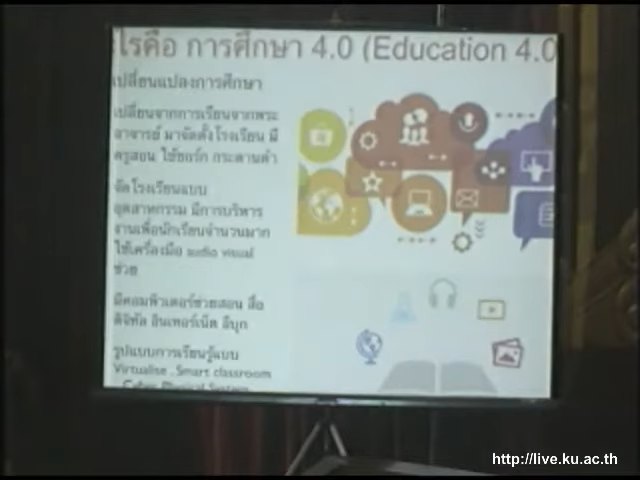 ไรคือ การศึกษา 4.0 (Education 4.0
เปลี่ยนแปลงการศึกษา
เปลี่ยนจากการเรียนจากพระ
อาจารย์ มาจัดตั้งโรงเรียน มี
ครูสอน ใช้ชอร์ก กระดานดำ
จัดโรงเรียนแบบ
อุตสาหกรรม มีการบริหาร
งานเพื่อนักเรียนจำนวนมาก
ใช้เครื่องมือ audio visual
ช่วย
มีคอมพิวเตอร์ช่วยสอน สื่อ
ดิจิทัล อินเทอร์เน็ต อีบุก
รูปแบบการเรียนรู้แบบ
Virtualise . Smart classroom
Cyber Physical System
http://live.ku.ac.th